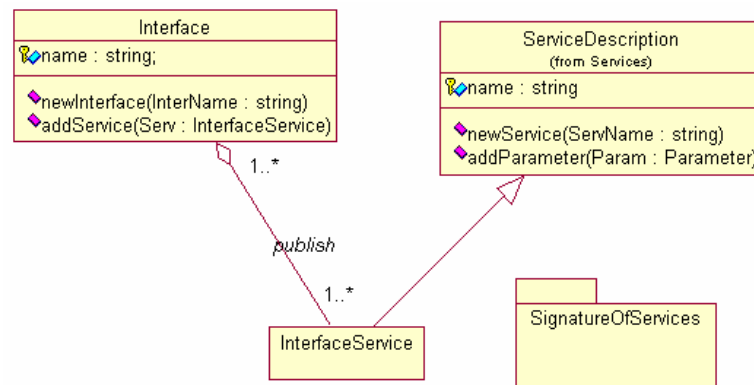 Interface
name : string;
newInterface(InterName : string)
addService(Serv : InterfaceService)
ServiceDescription
(from Services)
name : string
newService(ServName : string)
addParameter(Param : Parameter)
1..*
publish
1..*
InterfaceService
SignatureOfServices